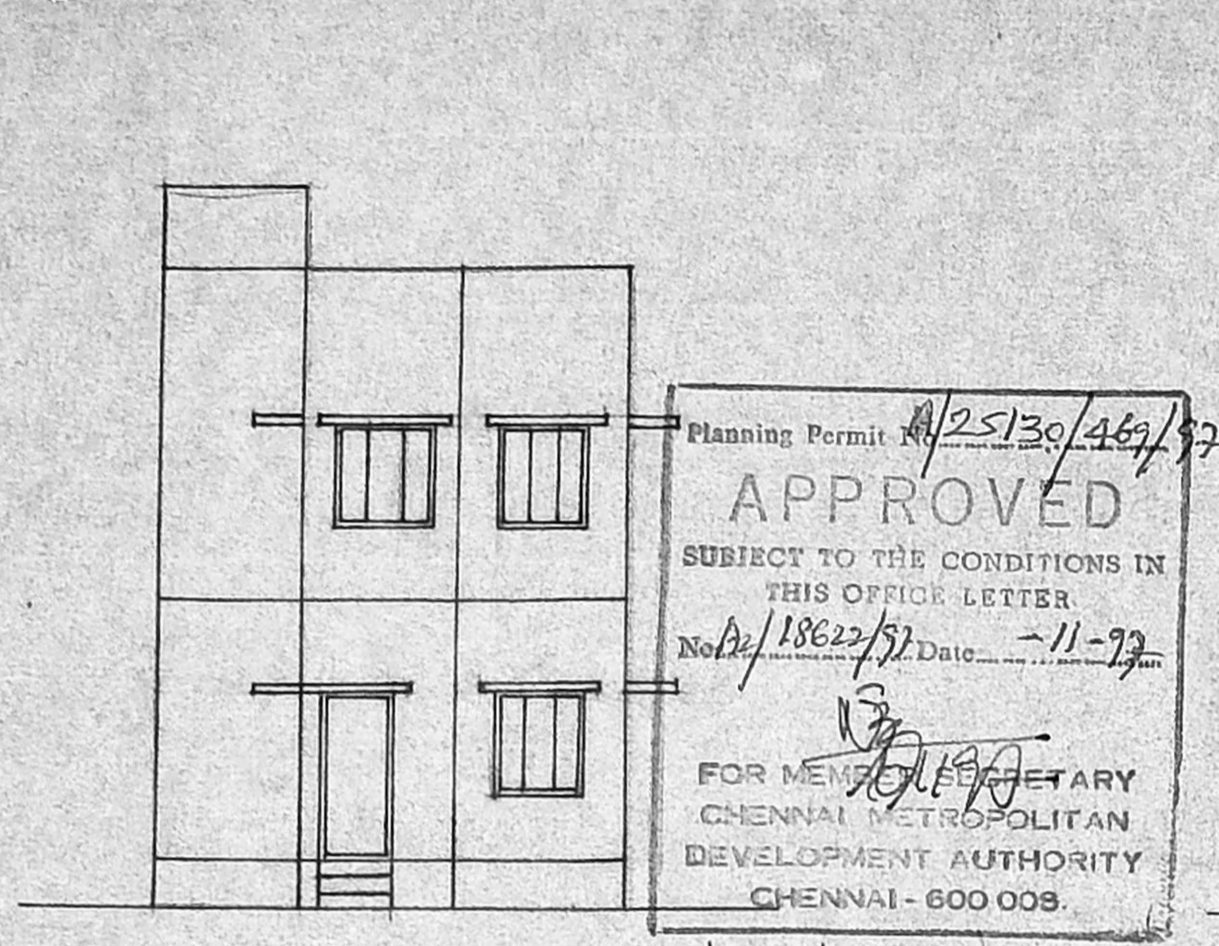 Planning Permit No A/25130/469/97
APPROVED
SUBJECT TO THE CONDITIONS IN
THIS OFFICE LETTER.
No A2/18622/97 Date -11-97
FOR MEMBER SECRETARY
CHENNAI METROPOLITAN
DEVELOPMENT AUTHORITY
CHENNAI - 600 008.